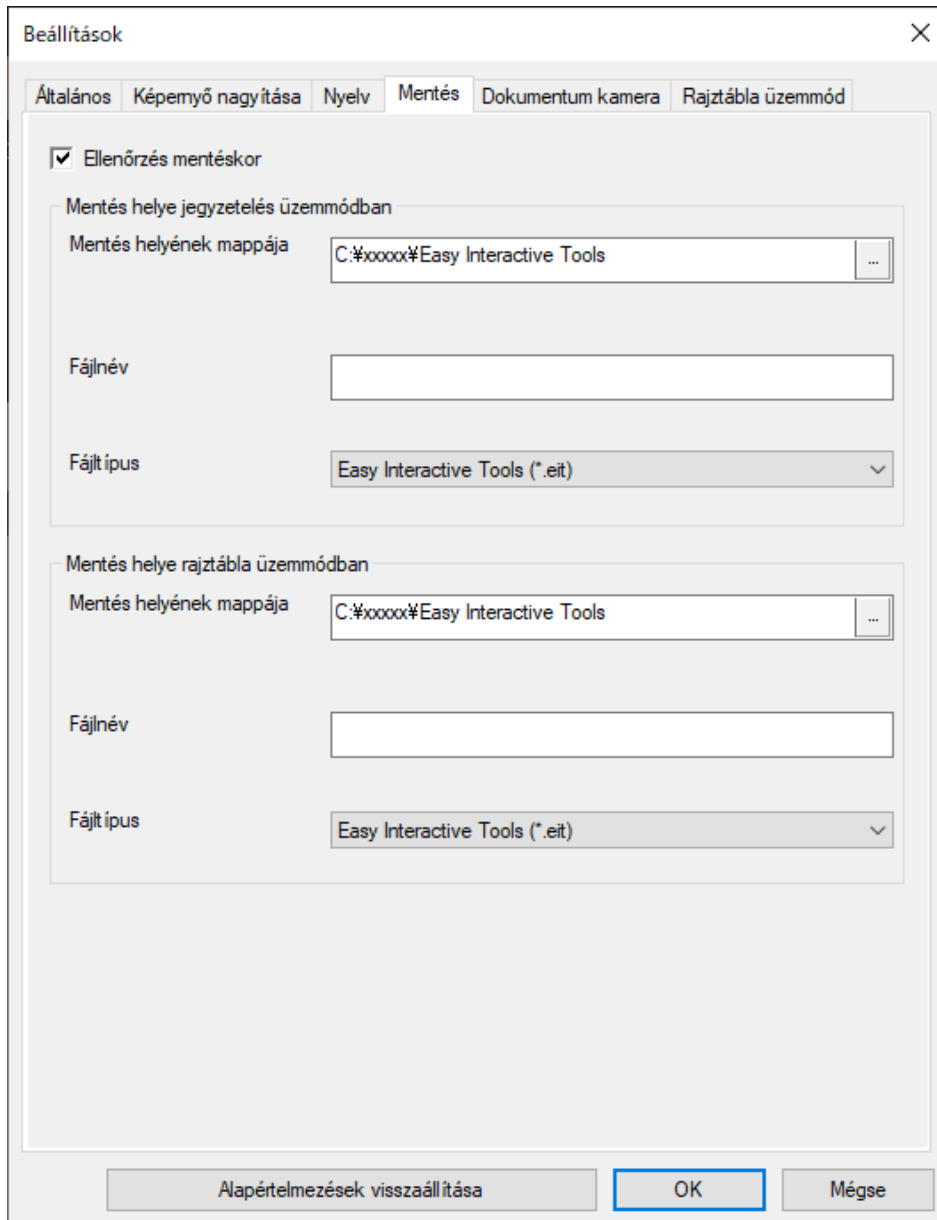 Beállítások
Általános Képernyő nagyítása Nyelv Mentés Dokumentum kamera Rajztábla üzemmód
Ellenőrzés mentéskor
Mentés helye jegyzetelés üzemmódban
Mentés helyének mappája C:¥xxxxx¥Easy Interactive Tools ...
Fájlnév
Fájltípus Easy Interactive Tools (*.eit)
Mentés helye rajztábla üzemmódban
Mentés helyének mappája C:¥xxxxx¥Easy Interactive Tools ...
Fájlnév
Fájltípus Easy Interactive Tools (*.eit)
Alapértelmezések visszaállítása OK Mégse